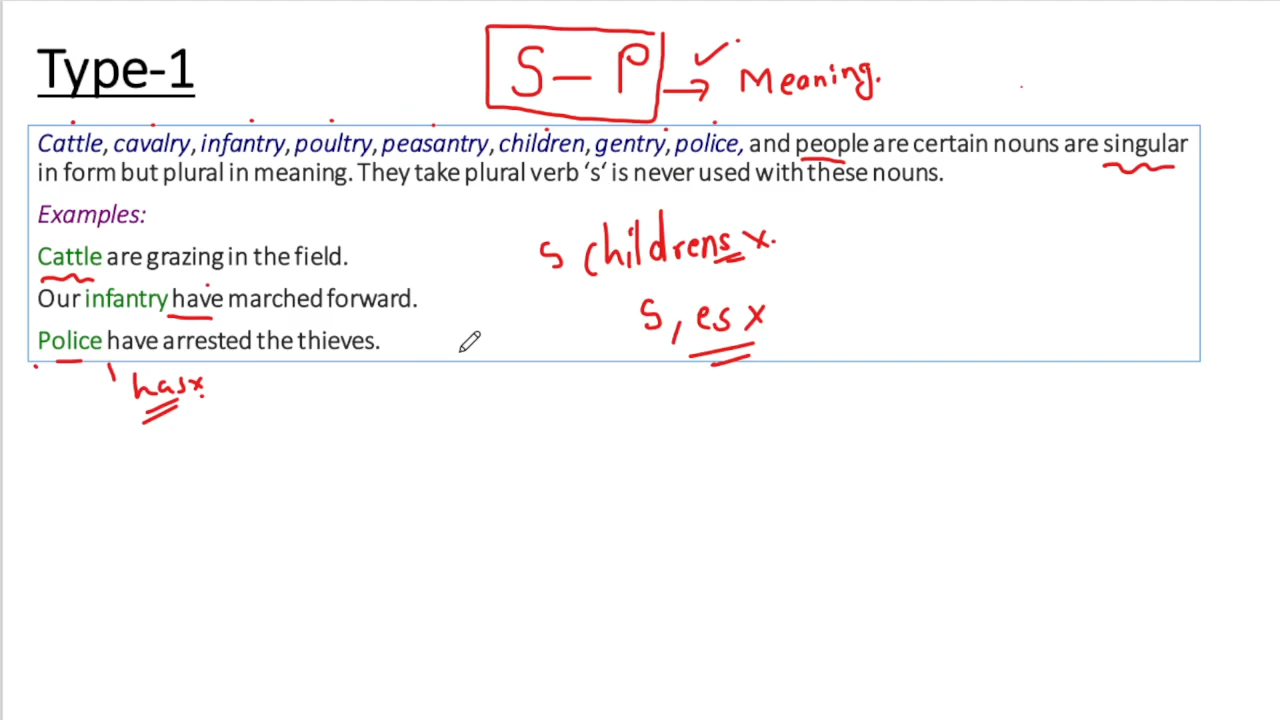 Type-1
S – P → ✓ Meaning.
Cattle, cavalry, infantry, poultry, peasantry, children, gentry, police, and people are certain nouns are singular
in form but plural in meaning. They take plural verb ‘s‘ is never used with these nouns.
Examples:
Cattle are grazing in the field.
s childrens x.
Our infantry have marched forward.
s, es x
Police have arrested the thieves.
has x